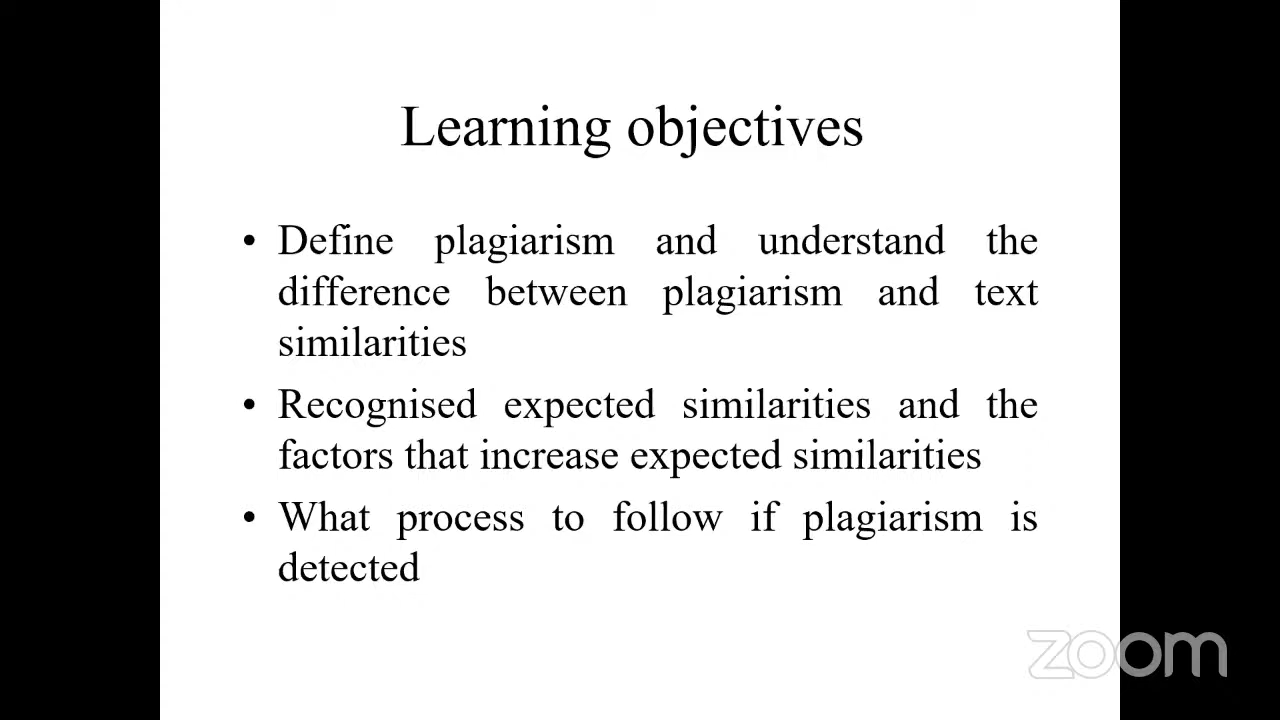 Learning objectives
• Define plagiarism and understand the
difference between plagiarism and text
similarities
• Recognised expected similarities and the
factors that increase expected similarities
• What process to follow if plagiarism is
detected
zoom